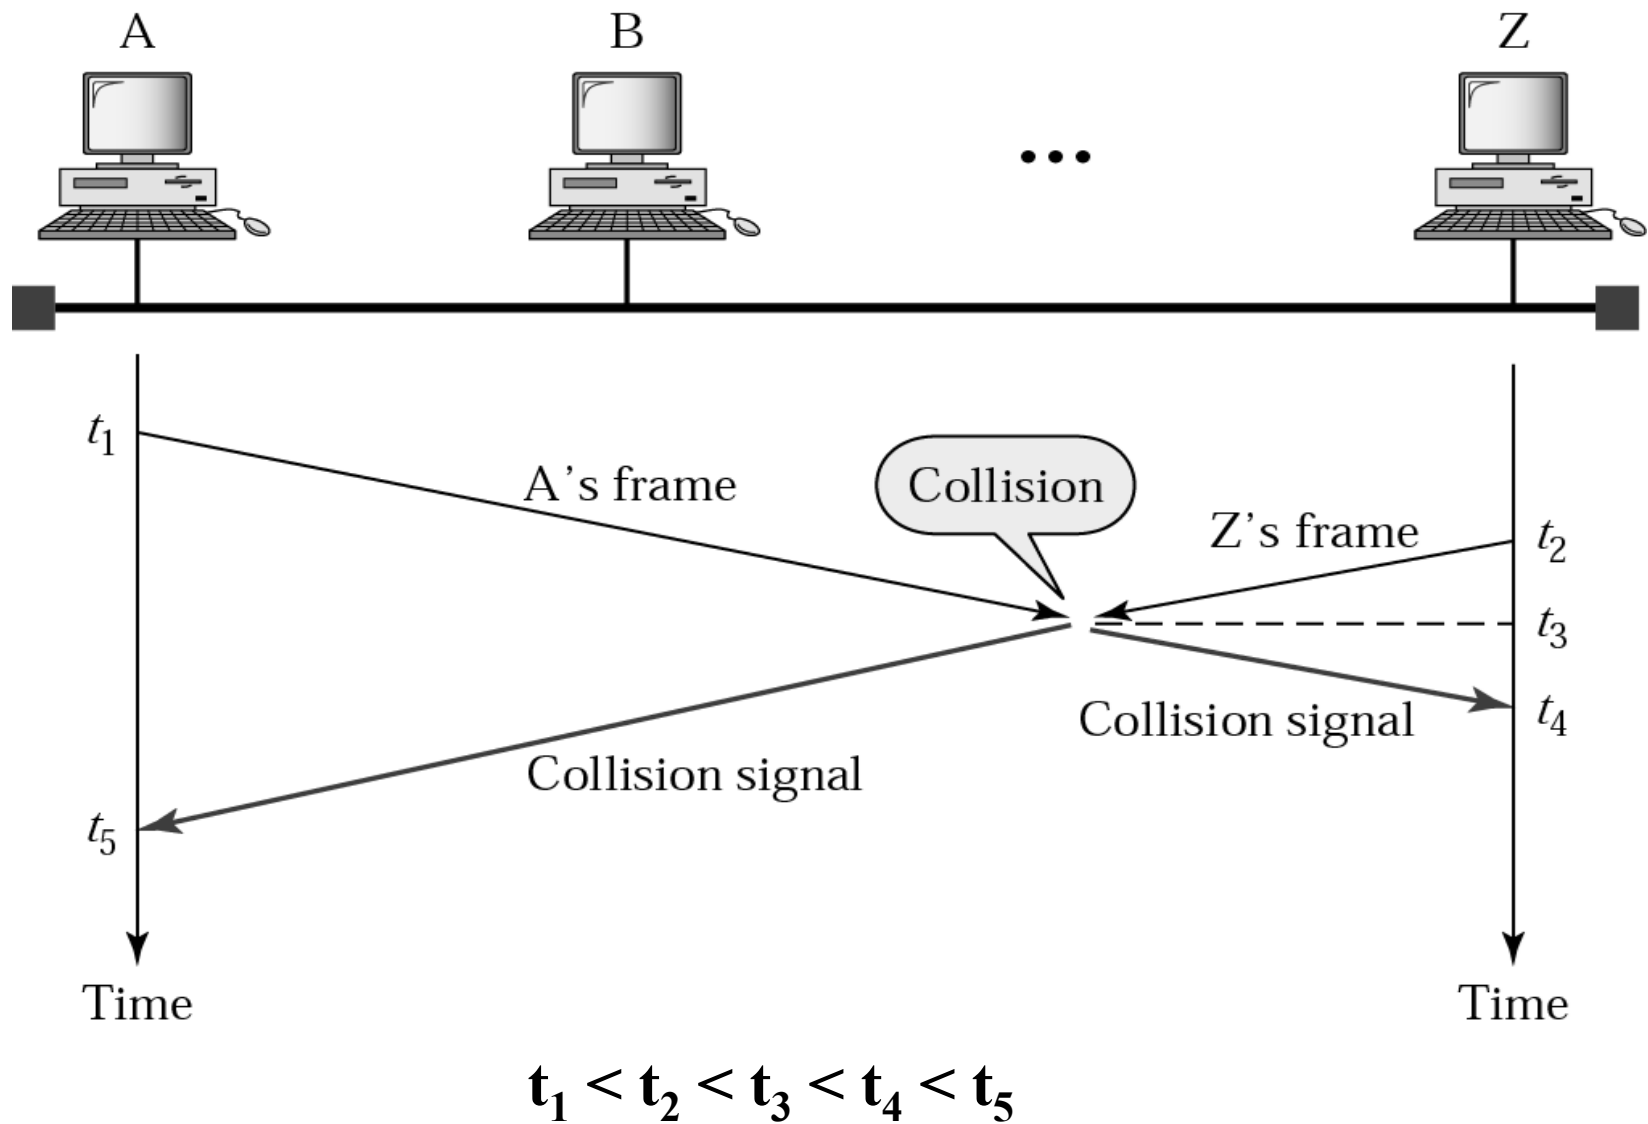 A B Z
t1
A’s frame
Collision
Z’s frame
t2
t3
Collision signal
t4
Collision signal
t5
Time Time
t1 < t2 < t3 < t4 < t5